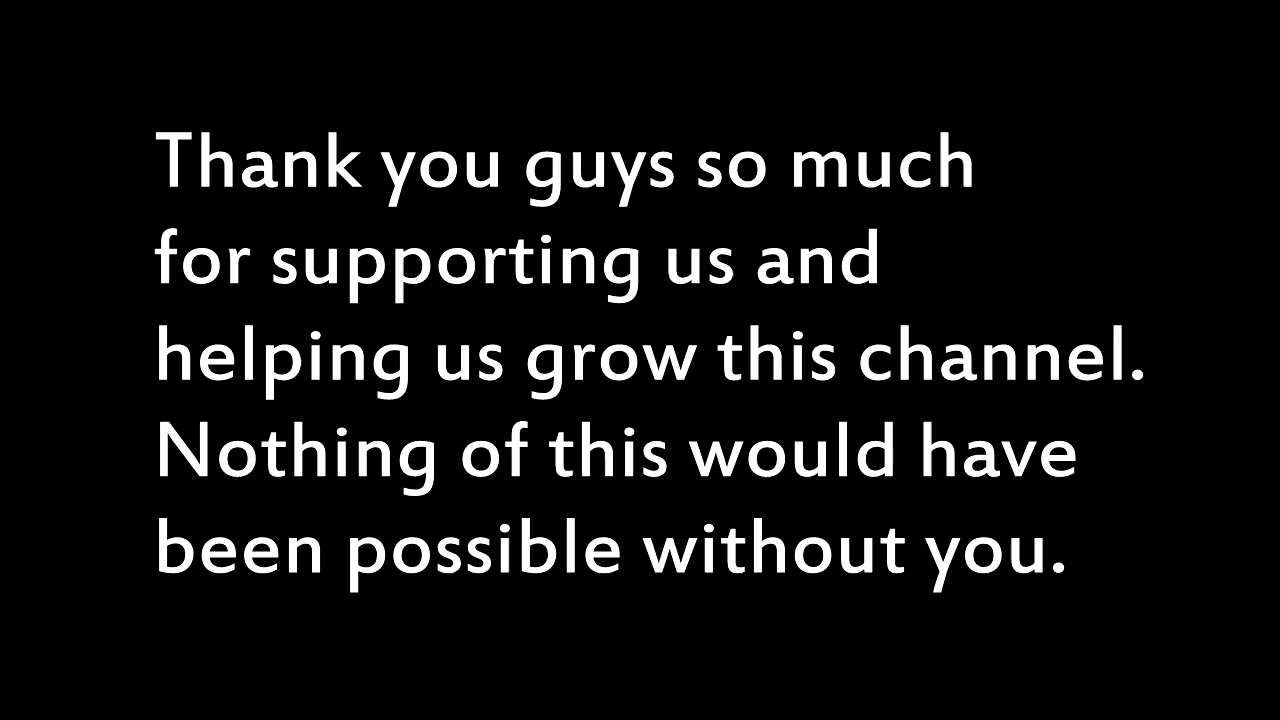 Thank you guys so much
for supporting us and
helping us grow this channel.
Nothing of this would have
been possible without you.